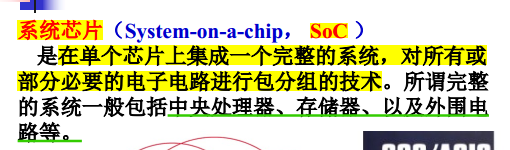 系统芯片（System-on-a-chip， SoC ）
是在单个芯片上集成一个完整的系统，对所有或
部分必要的电子电路进行包分组的技术。所谓完整
的系统一般包括中央处理器、存储器、以及外围电
路等。